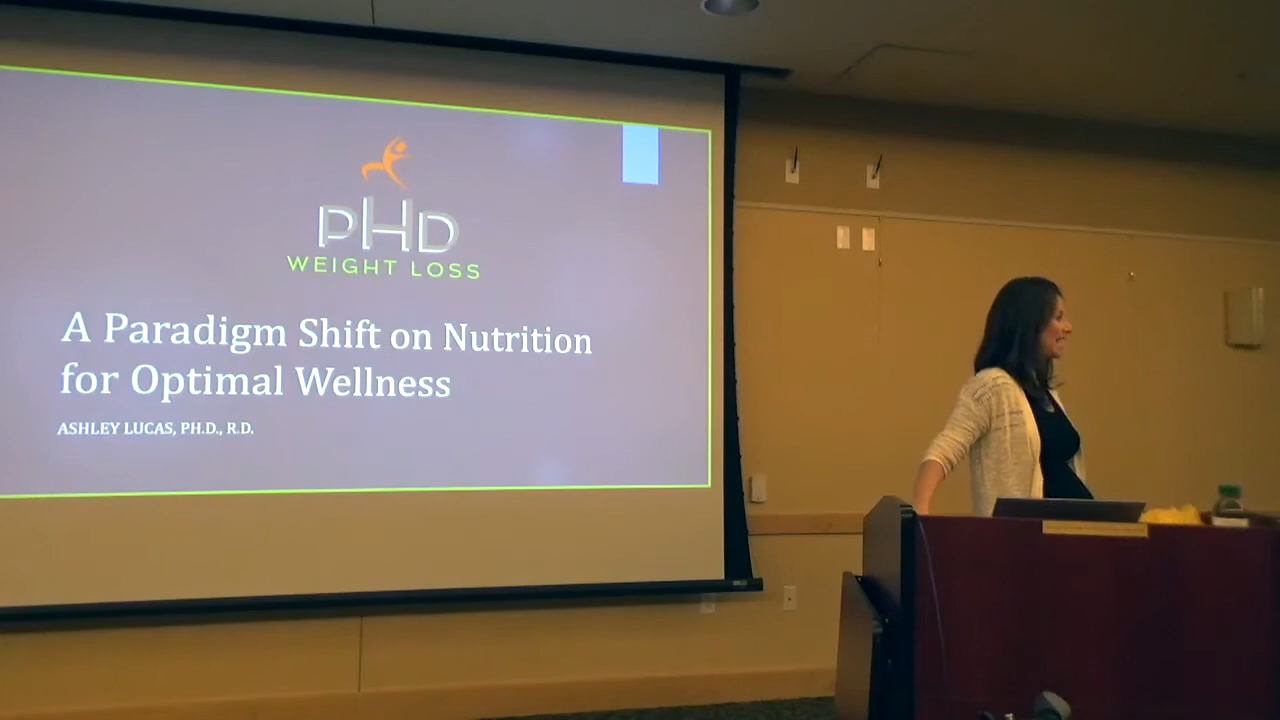 PHD
WEIGHT LOSS
A Paradigm Shift on Nutrition
for Optimal Wellness
ASHLEY LUCAS, PH.D., R.D.